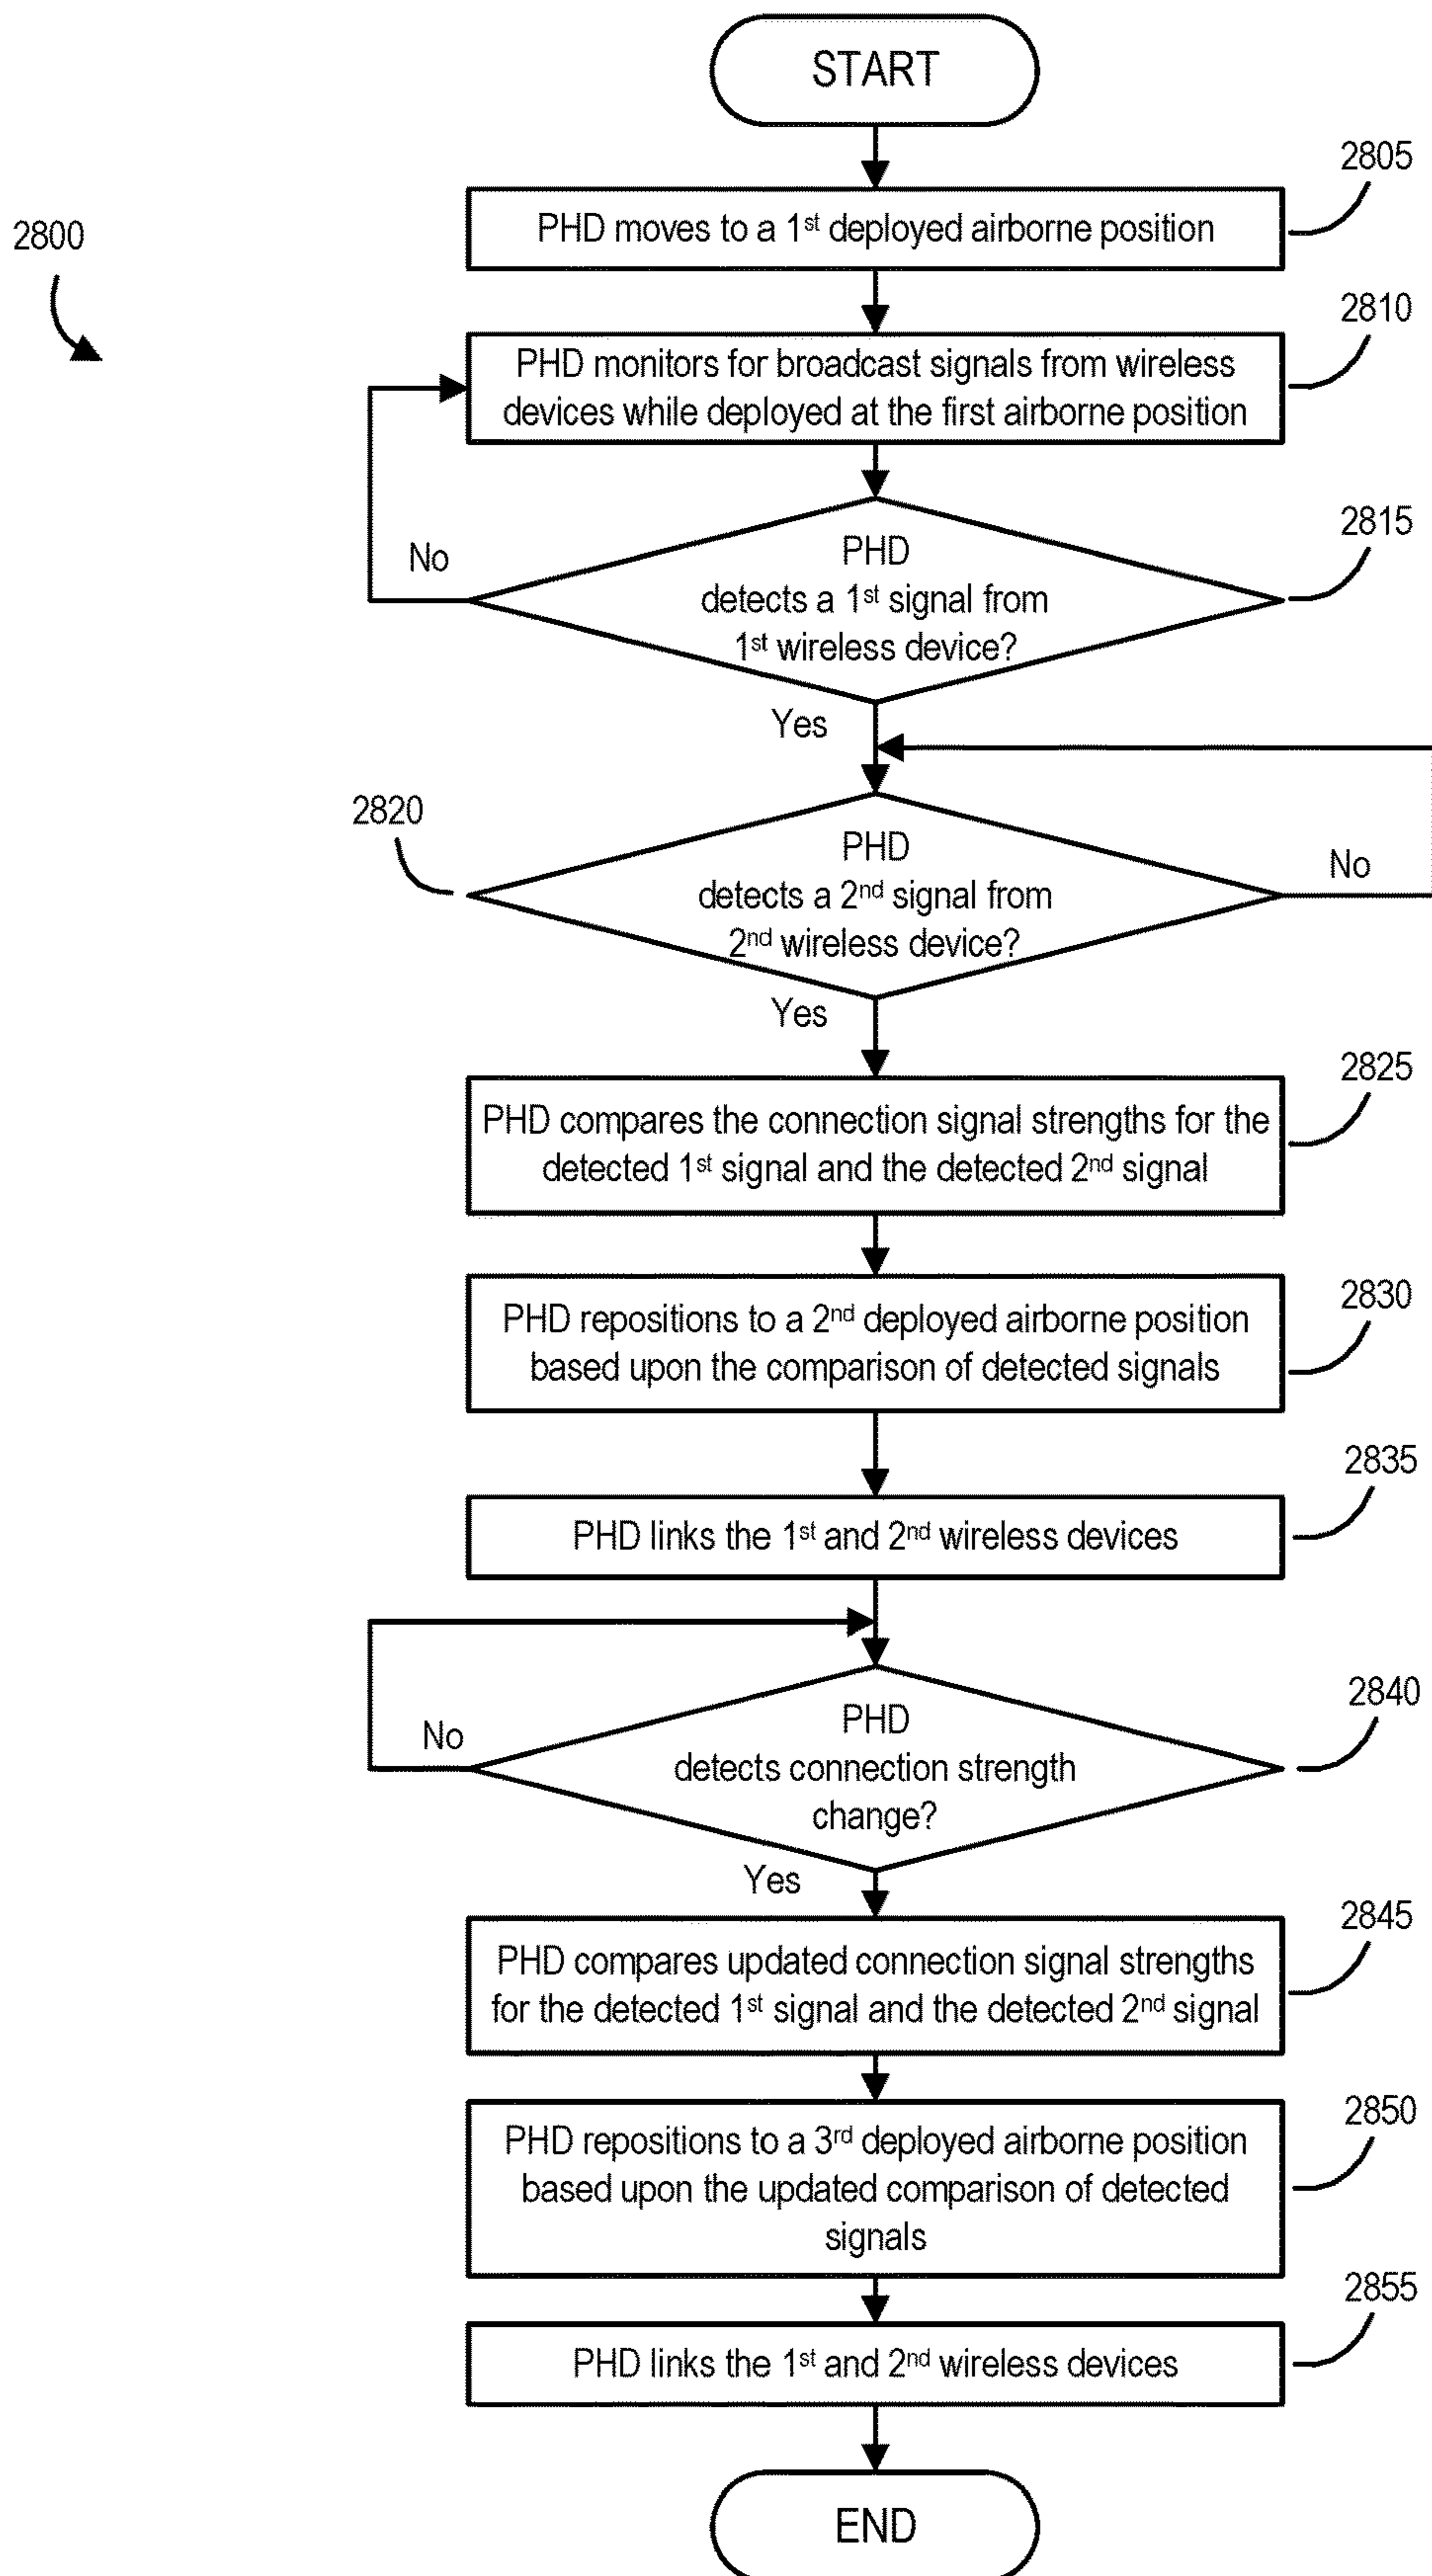 START
2805
PHD moves to a 1st deployed airborne position
2800
2810
PHD monitors for broadcast signals from wireless
devices while deployed at the first airborne position
2815
No
PHD
detects a 1st signal from
1st wireless device?
Yes
2820
PHD
detects a 2nd signal from
2nd wireless device?
No
Yes
2825
PHD compares the connection signal strengths for the
detected 1st signal and the detected 2nd signal
2830
PHD repositions to a 2nd deployed airborne position
based upon the comparison of detected signals
2835
PHD links the 1st and 2nd wireless devices
2840
No
PHD
detects connection strength
change?
Yes
2845
PHD compares updated connection signal strengths
for the detected 1st signal and the detected 2nd signal
2850
PHD repositions to a 3rd deployed airborne position
based upon the updated comparison of detected
signals
2855
PHD links the 1st and 2nd wireless devices
END